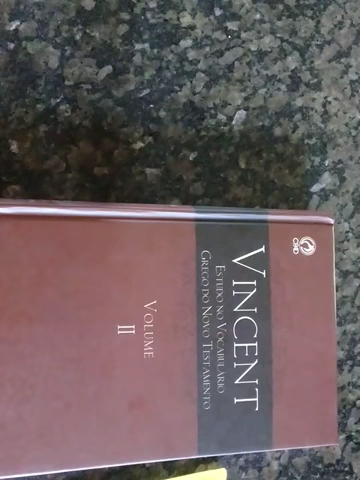 CPAD
VINCENT
ESTUDO NO VOCABULÁRIO
GREGO DO NOVO TESTAMENTO
VOLUME
II